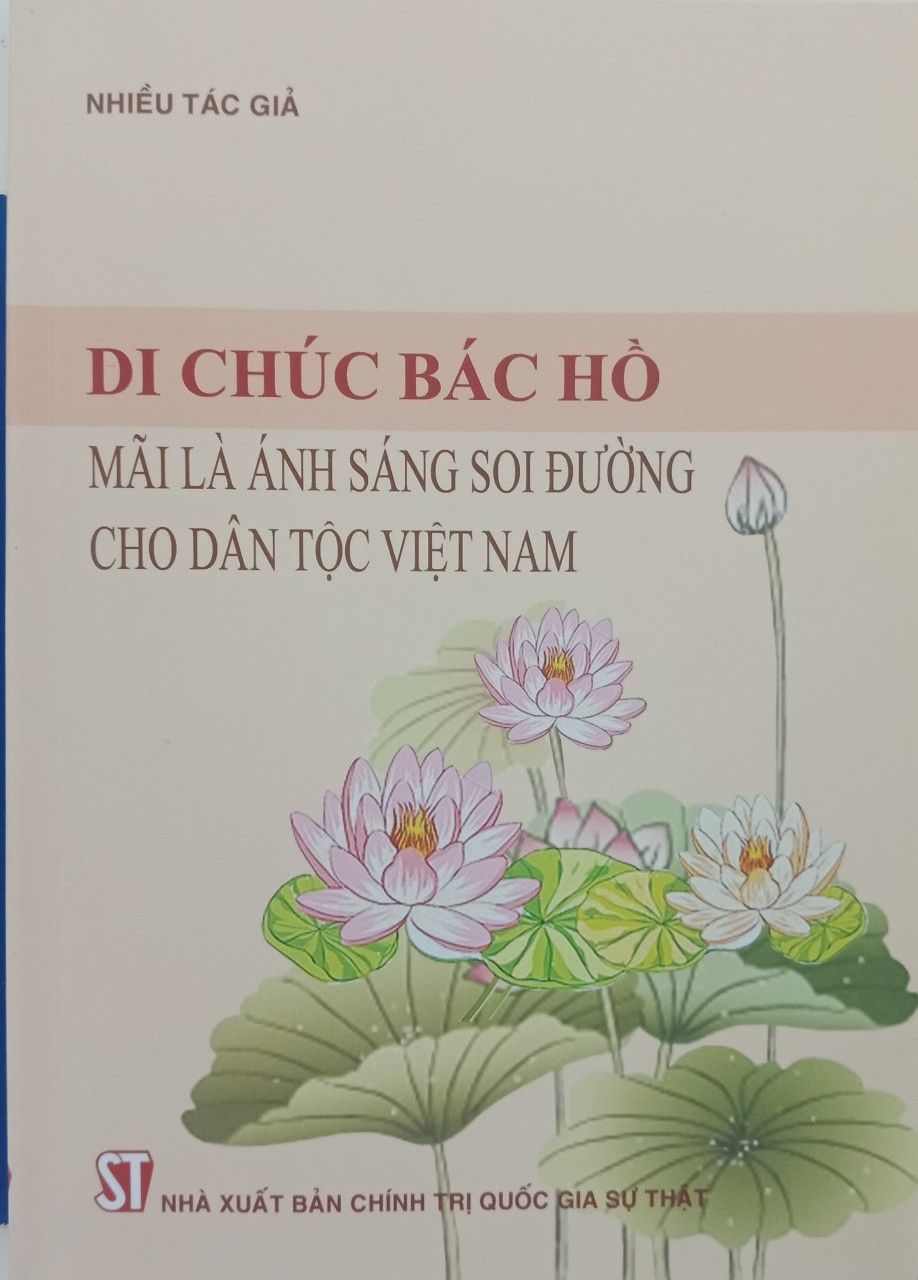 NHIỀU TÁC GIẢ
DI CHÚC BÁC HỒ
MÃI LÀ ÁNH SÁNG SOI ĐƯỜNG
CHO DÂN TỘC VIỆT NAM
ST NHÀ XUẤT BẢN CHÍNH TRỊ QUỐC GIA SỰ THẬT